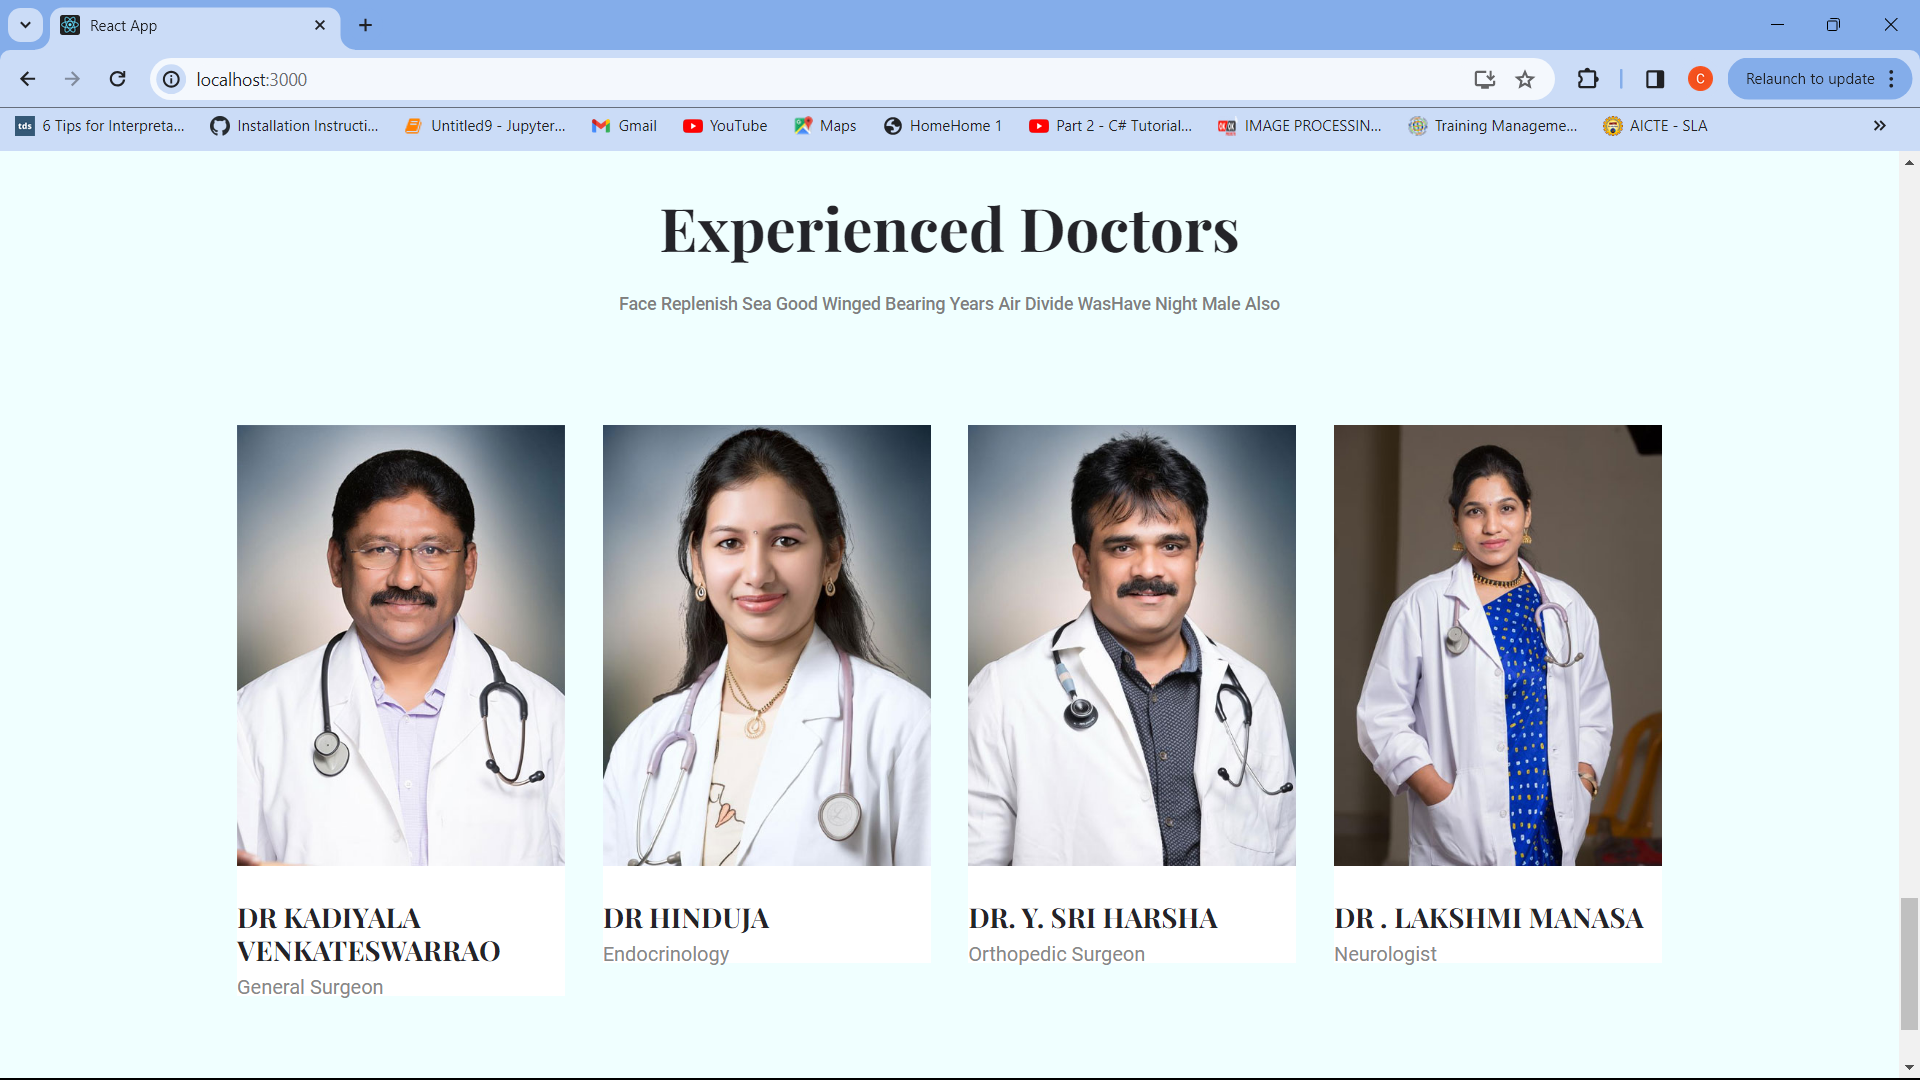 React App
localhost:3000
Relaunch to update
C
tds 6 Tips for Interpreta... Installation Instructi... Untitled9 - Jupyter... Gmail YouTube Maps HomeHome 1 Part 2 - C# Tutorial... IMAGE PROCESSIN... Training Manageme... AICTE - SLA
Experienced Doctors
Face Replenish Sea Good Winged Bearing Years Air Divide WasHave Night Male Also
DR KADIYALA
VENKATESWARRAO
General Surgeon
DR HINDUJA
Endocrinology
DR. Y. SRI HARSHA
Orthopedic Surgeon
DR . LAKSHMI MANASA
Neurologist